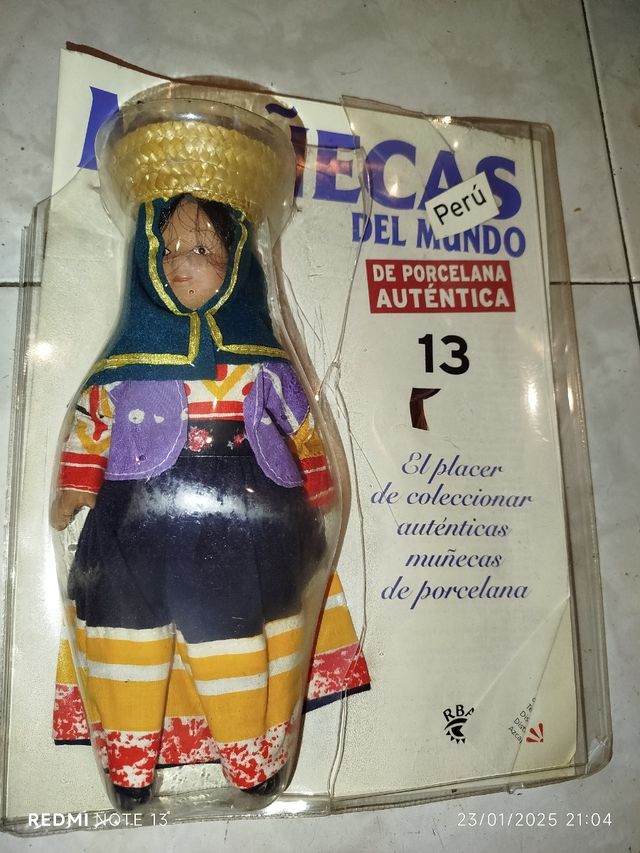 MUÑECAS
Perú
DEL MUNDO
DE PORCELANA
AUTÉNTICA
13
El placer
de coleccionar
auténticas
muñecas
de porcelana
RBA
REDMI NOTE 13
23/01/2025 21:04